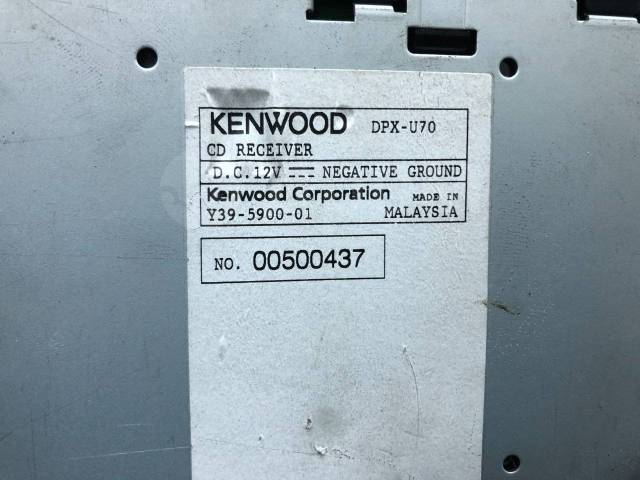 KENWOOD DPX-U70
CD RECEIVER
D.C.12V ⎓ NEGATIVE GROUND
Kenwood Corporation MADE IN
Y39-5900-01 MALAYSIA
NO. 00500437